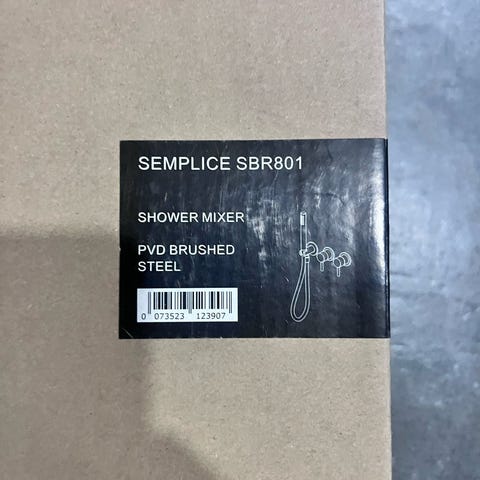 SEMPLICE SBR801
SHOWER MIXER
PVD BRUSHED
STEEL
0 073523 123907